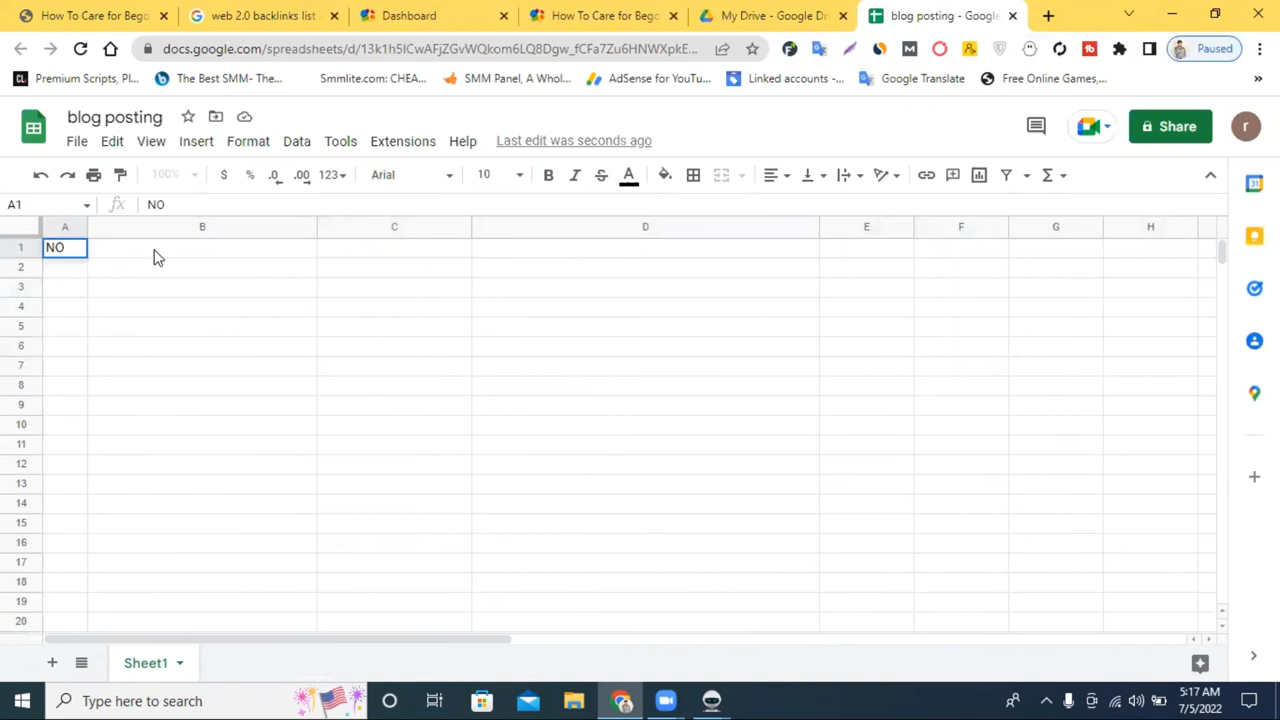 How To Care for Bego
web 2.0 backlinks list
Dashboard
How To Care for Bego
My Drive - Google Dri
blog posting - Google
docs.google.com/spreadsheets/d/13k1h5lCwAFjZGvWQkom6LQ8Dgw_fCFa7Zu6HNWXpkE...
Paused
Premium Scripts, Pl...
The Best SMM- The...
Smmlite.com: CHEA...
SMM Panel, A Whol...
AdSense for YouTu...
Linked accounts -...
Google Translate
Free Online Games,...
blog posting
File Edit View Insert Format Data Tools Extensions Help Last edit was seconds ago
Share
r
100% $ % .0 .00 123 Arial 10 B I S A
A1 fx NO
A B C D E F G H
1 NO
2
3
4
5
6
7
8
9
10
11
12
13
14
15
16
17
18
19
20
Sheet1
Type here to search
5:17 AM
7/5/2022